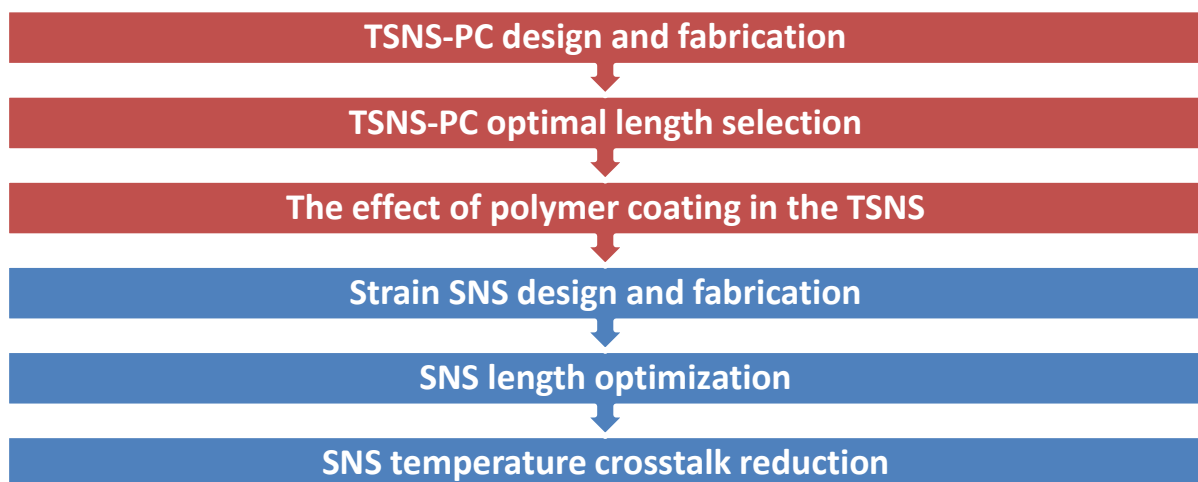 TSNS-PC design and fabrication
TSNS-PC optimal length selection
The effect of polymer coating in the TSNS
Strain SNS design and fabrication
SNS length optimization
SNS temperature crosstalk reduction